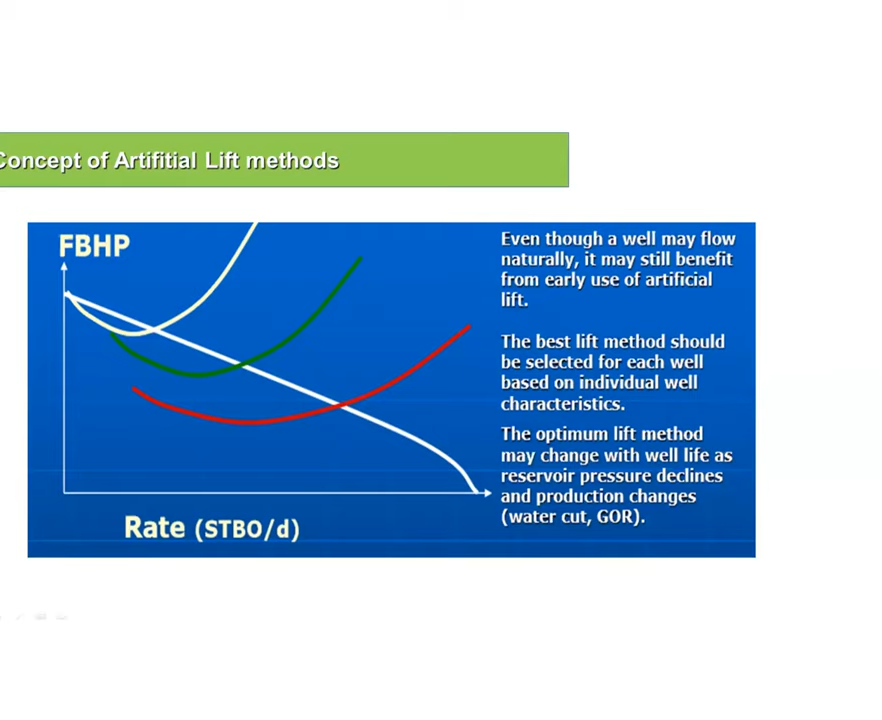 Concept of Artifitial Lift methods
FBHP
Even though a well may flow
naturally, it may still benefit
from early use of artificial
lift.
The best lift method should
be selected for each well
based on individual well
characteristics.
The optimum lift method
may change with well life as
reservoir pressure declines
and production changes
(water cut, GOR).
Rate (STBO/d)